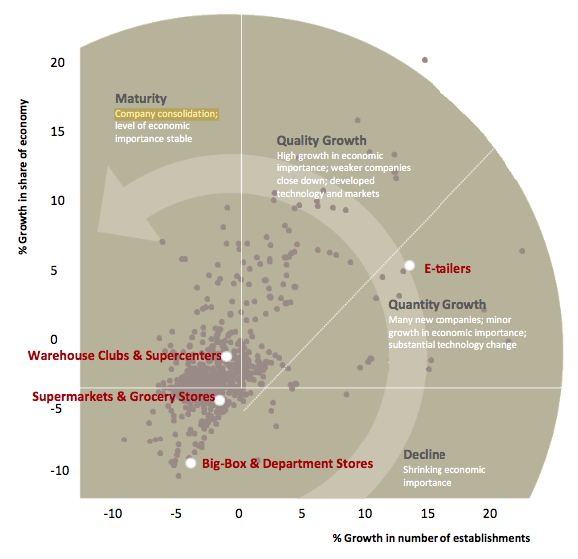 20
15
10
5
0
-5
-10
% Growth in share of economy
Maturity
Company consolidation;
level of economic
importance stable
Quality Growth
High growth in economic
importance; weaker companies
close down; developed
technology and markets
E-tailers
Quantity Growth
Many new companies; minor
growth in economic importance;
substantial technology change
Warehouse Clubs & Supercenters
Supermarkets & Grocery Stores
Big-Box & Department Stores
Decline
Shrinking economic
importance
-10 -5 0 5 10 15 20
% Growth in number of establishments